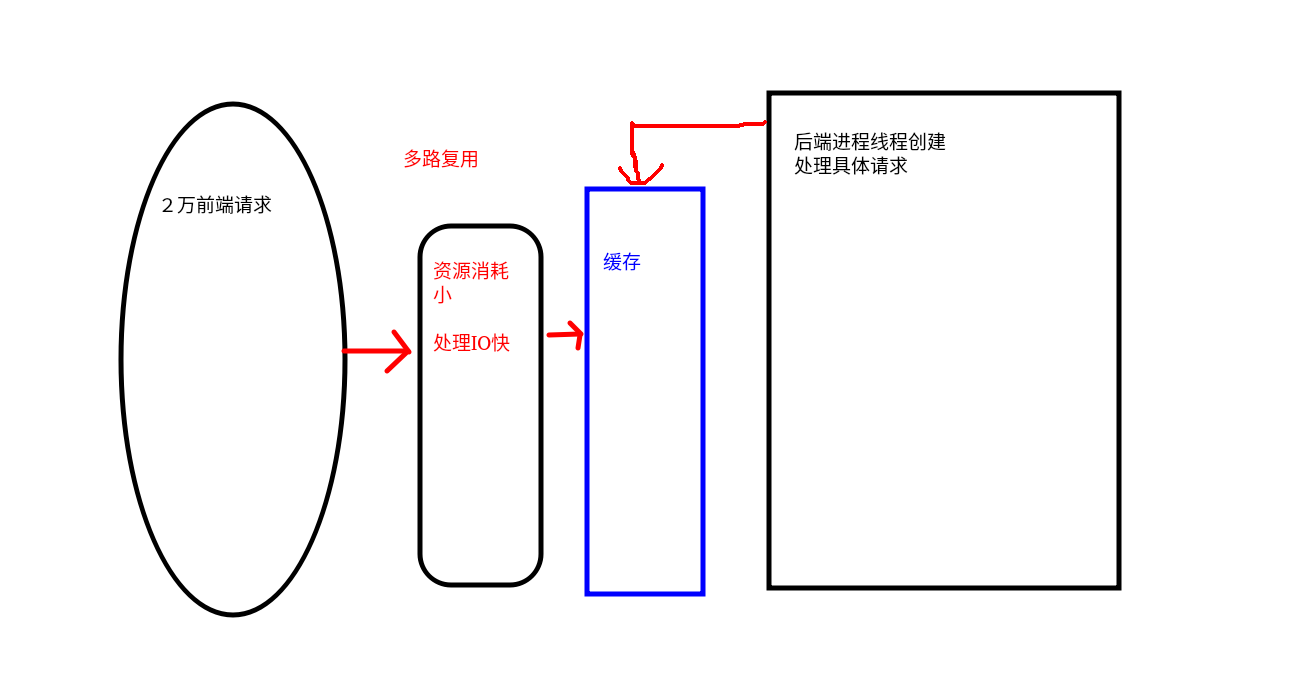 ２万前端请求
多路复用
资源消耗
小
处理IO快
缓存
后端进程线程创建
处理具体请求